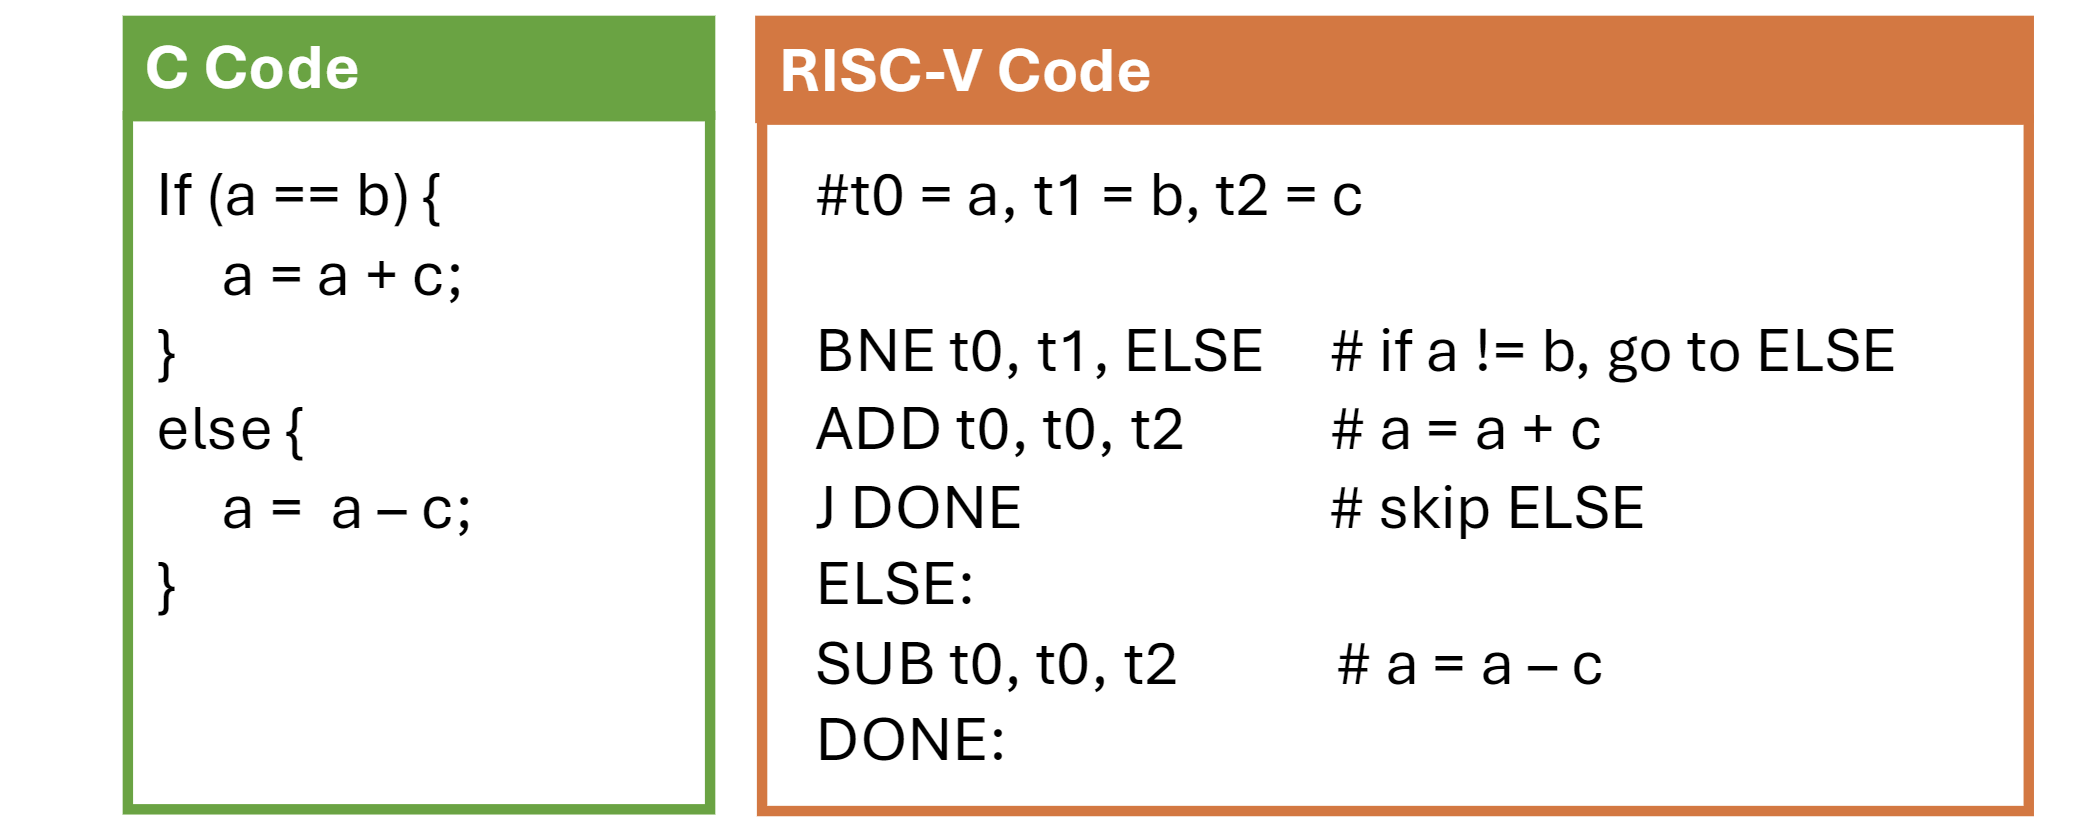 C Code
If (a == b) {
a = a + c;
}
else {
a = a – c;
}
RISC-V Code
#t0 = a, t1 = b, t2 = c
BNE t0, t1, ELSE # if a != b, go to ELSE
ADD t0, t0, t2 # a = a + c
J DONE # skip ELSE
ELSE:
SUB t0, t0, t2 # a = a – c
DONE: